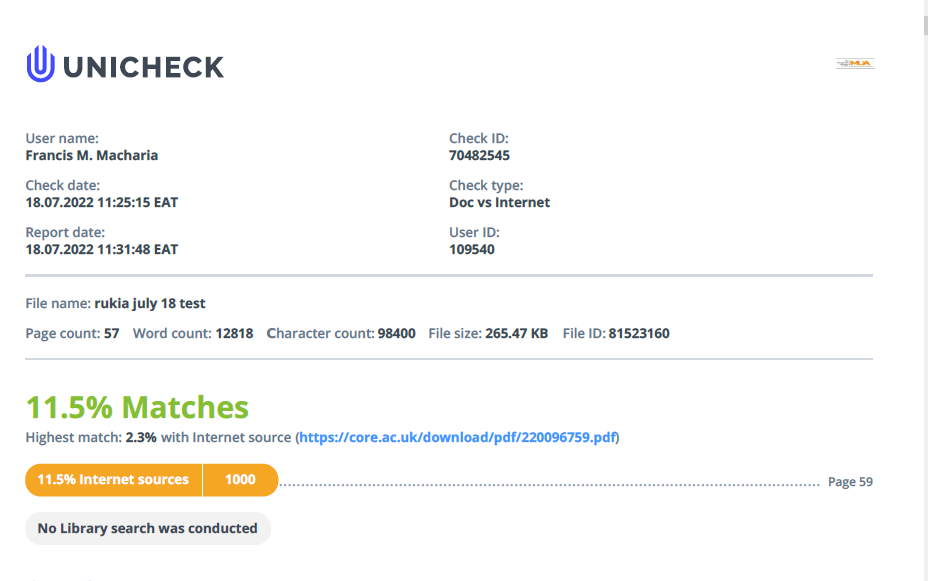 UNICHECK
MUA
User name:
Francis M. Macharia
Check ID:
70482545
Check date:
18.07.2022 11:25:15 EAT
Check type:
Doc vs Internet
Report date:
18.07.2022 11:31:48 EAT
User ID:
109540
File name: rukia july 18 test
Page count: 57 Word count: 12818 Character count: 98400 File size: 265.47 KB File ID: 81523160
11.5% Matches
Highest match: 2.3% with Internet source (https://core.ac.uk/download/pdf/220096759.pdf)
11.5% Internet sources 1000 Page 59
No Library search was conducted